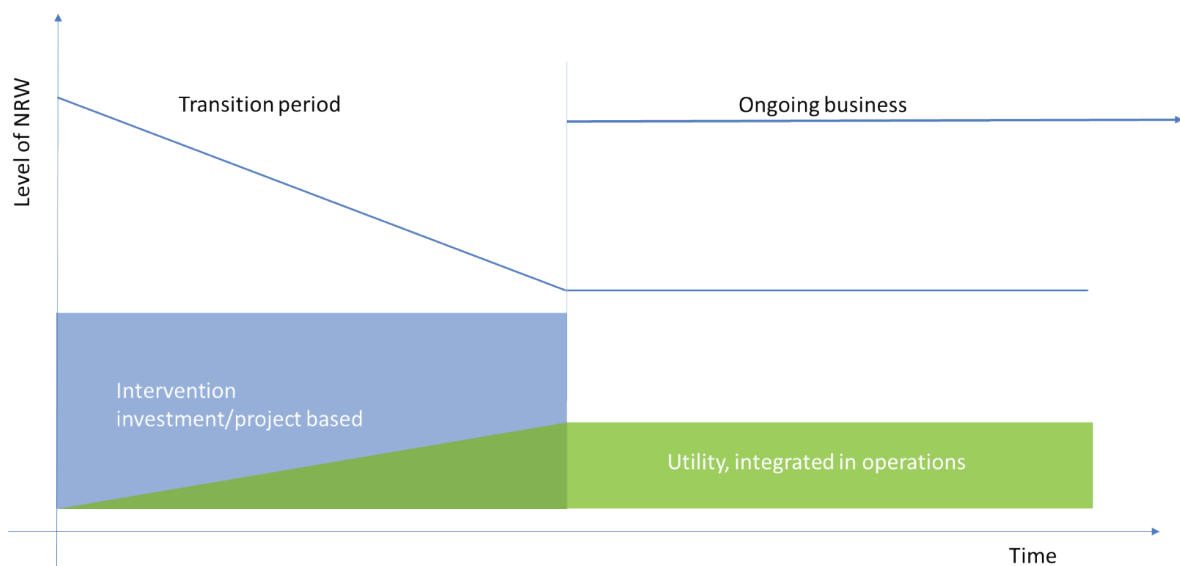 Level of NRW
Transition period
Ongoing business
Intervention
investment/project based
Utility, integrated in operations
Time